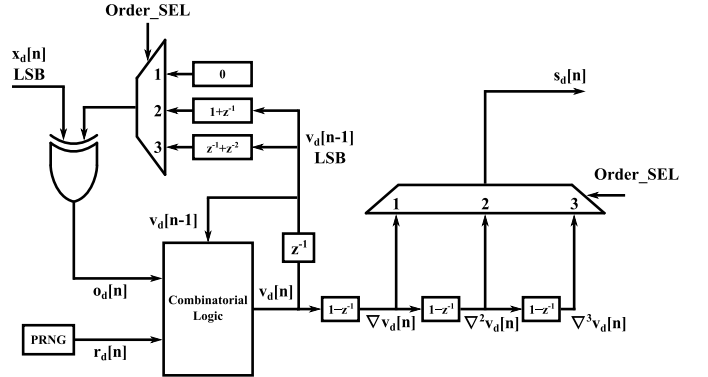 Order_SEL
x_d[n]
LSB
1
0
2
1+z^-1
3
z^-1+z^-2
v_d[n-1]
LSB
s_d[n]
Order_SEL
1 2 3
v_d[n-1]
z^-1
o_d[n]
Combinatorial
Logic
v_d[n]
1−z^-1
▽v_d[n]
1−z^-1
▽^2v_d[n]
1−z^-1
▽^3v_d[n]
PRNG
r_d[n]